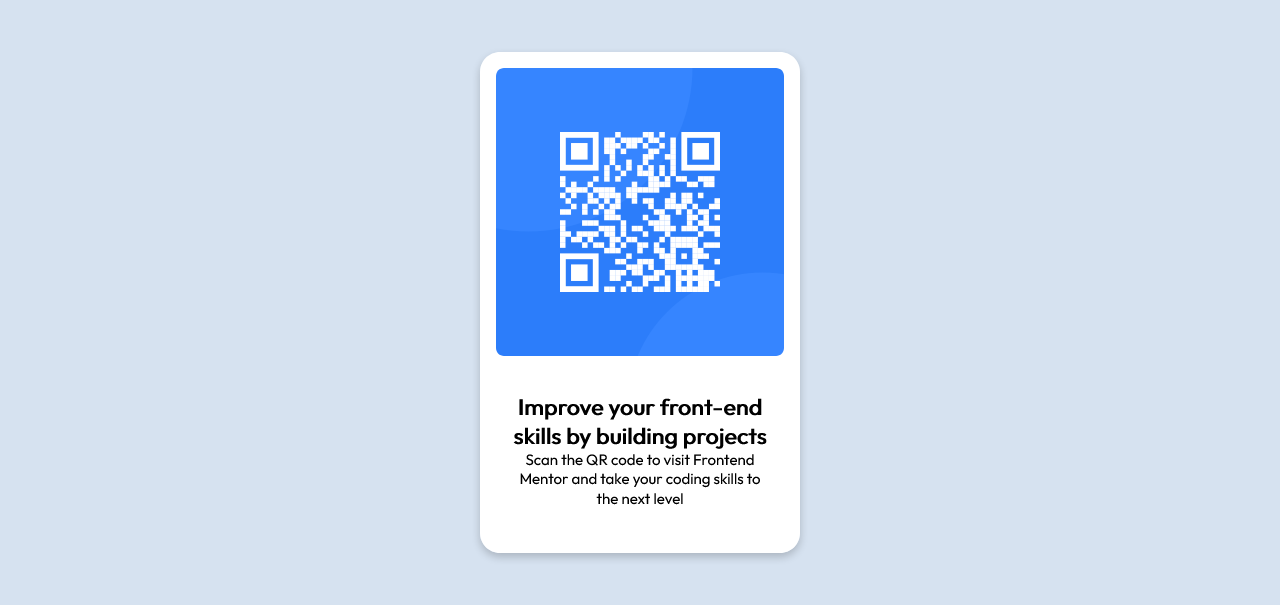 Improve your front-end
skills by building projects
Scan the QR code to visit Frontend
Mentor and take your coding skills to
the next level